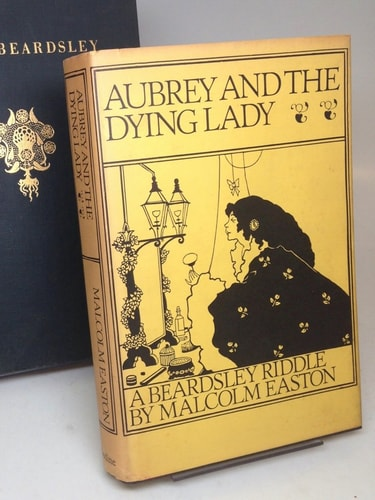 BEARDSLEY
AUBREY AND THE
DYING LADY
A BEARDSLEY RIDDLE
BY MALCOLM EASTON
AUBREY AND THE
DYING LADY
MALCOLM EASTON